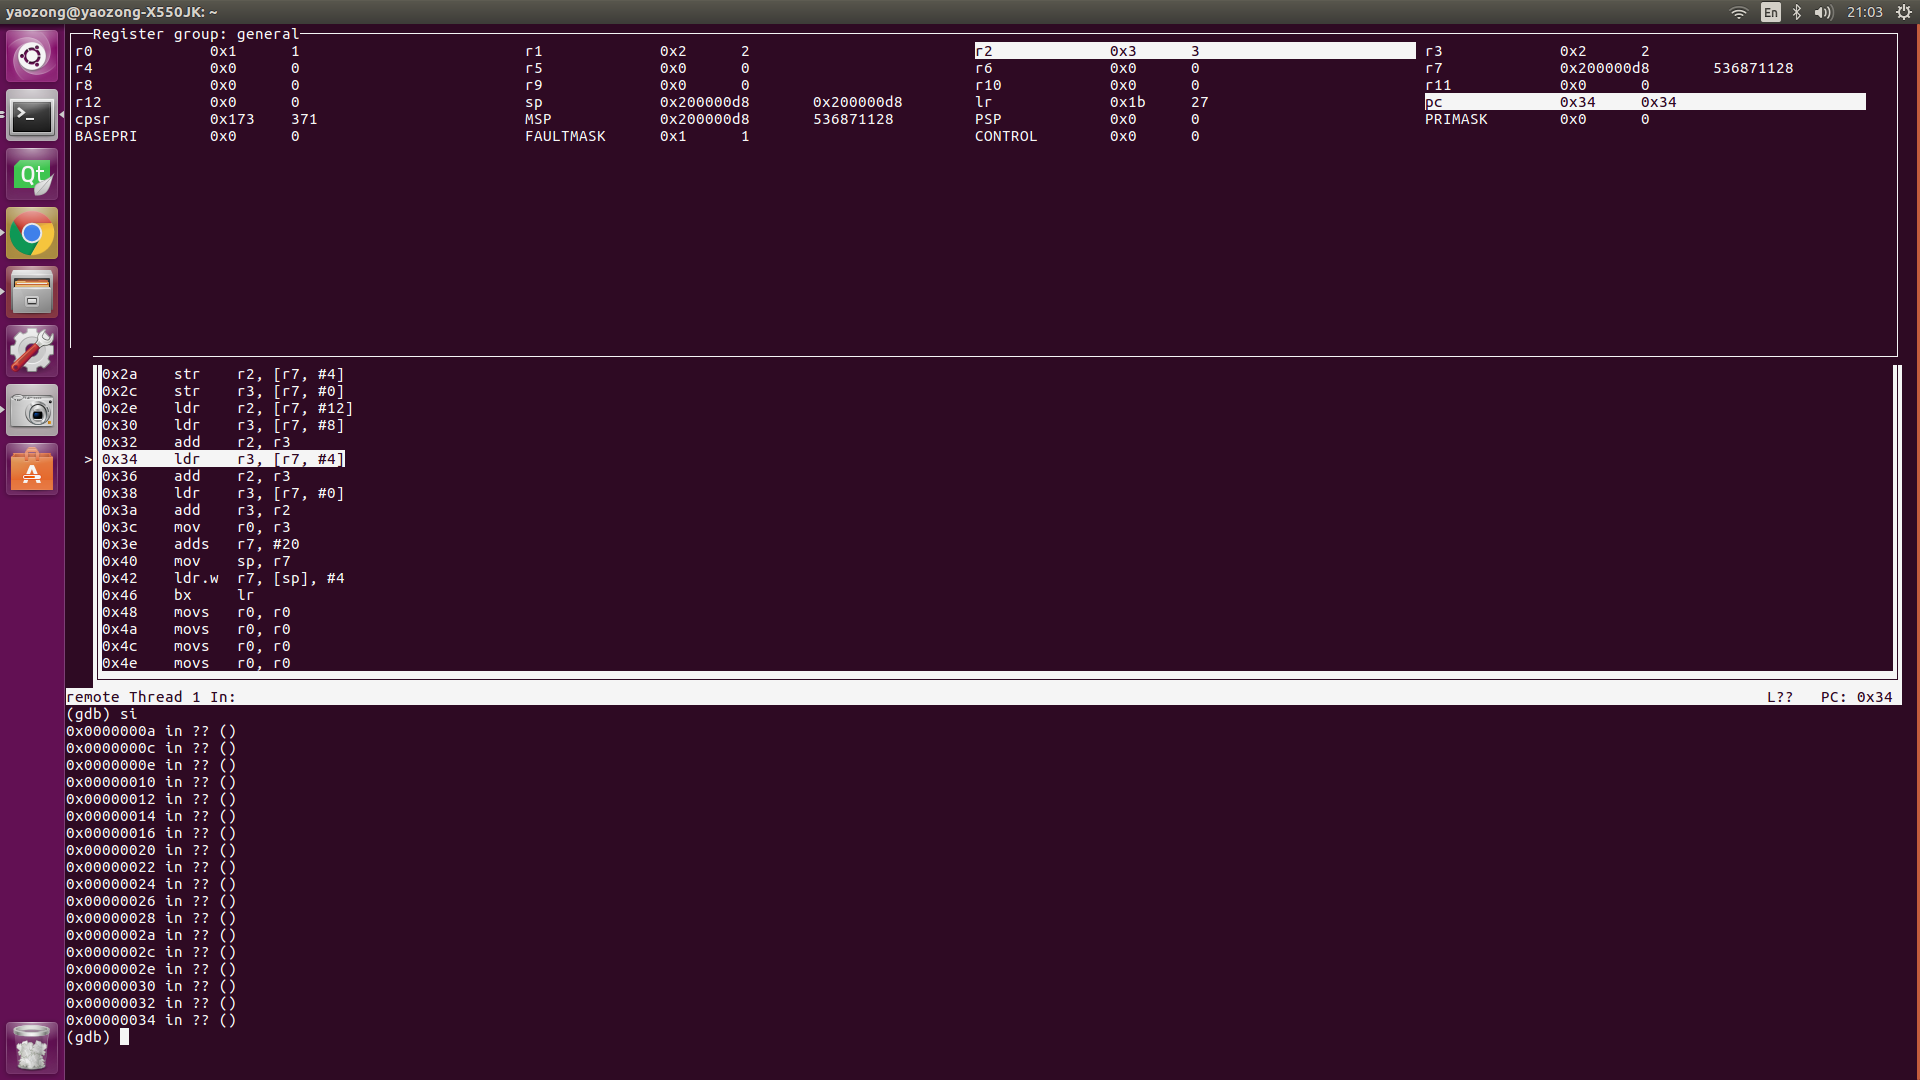 yaozong@yaozong-X550JK: ~ En 21:03
Register group: general
r0 0x1 1 r1 0x2 2 r2 0x3 3 r3 0x2 2
r4 0x0 0 r5 0x0 0 r6 0x0 0 r7 0x200000d8 536871128
r8 0x0 0 r9 0x0 0 r10 0x0 0 r11 0x0 0
r12 0x0 0 sp 0x200000d8 0x200000d8 lr 0x1b 27 pc 0x34 0x34
cpsr 0x173 371 MSP 0x200000d8 536871128 PSP 0x0 0 PRIMASK 0x0 0
BASEPRI 0x0 0 FAULTMASK 0x1 1 CONTROL 0x0 0
0x2a str r2, [r7, #4]
0x2c str r3, [r7, #0]
0x2e ldr r2, [r7, #12]
0x30 ldr r3, [r7, #8]
0x32 add r2, r3
> 0x34 ldr r3, [r7, #4]
0x36 add r2, r3
0x38 ldr r3, [r7, #0]
0x3a add r3, r2
0x3c mov r0, r3
0x3e adds r7, #20
0x40 mov sp, r7
0x42 ldr.w r7, [sp], #4
0x46 bx lr
0x48 movs r0, r0
0x4a movs r0, r0
0x4c movs r0, r0
0x4e movs r0, r0
remote Thread 1 In: L?? PC: 0x34
(gdb) si
0x0000000a in ?? ()
0x0000000c in ?? ()
0x0000000e in ?? ()
0x00000010 in ?? ()
0x00000012 in ?? ()
0x00000014 in ?? ()
0x00000016 in ?? ()
0x00000020 in ?? ()
0x00000022 in ?? ()
0x00000024 in ?? ()
0x00000026 in ?? ()
0x00000028 in ?? ()
0x0000002a in ?? ()
0x0000002c in ?? ()
0x0000002e in ?? ()
0x00000030 in ?? ()
0x00000032 in ?? ()
0x00000034 in ?? ()
(gdb)
>_
Qt
A